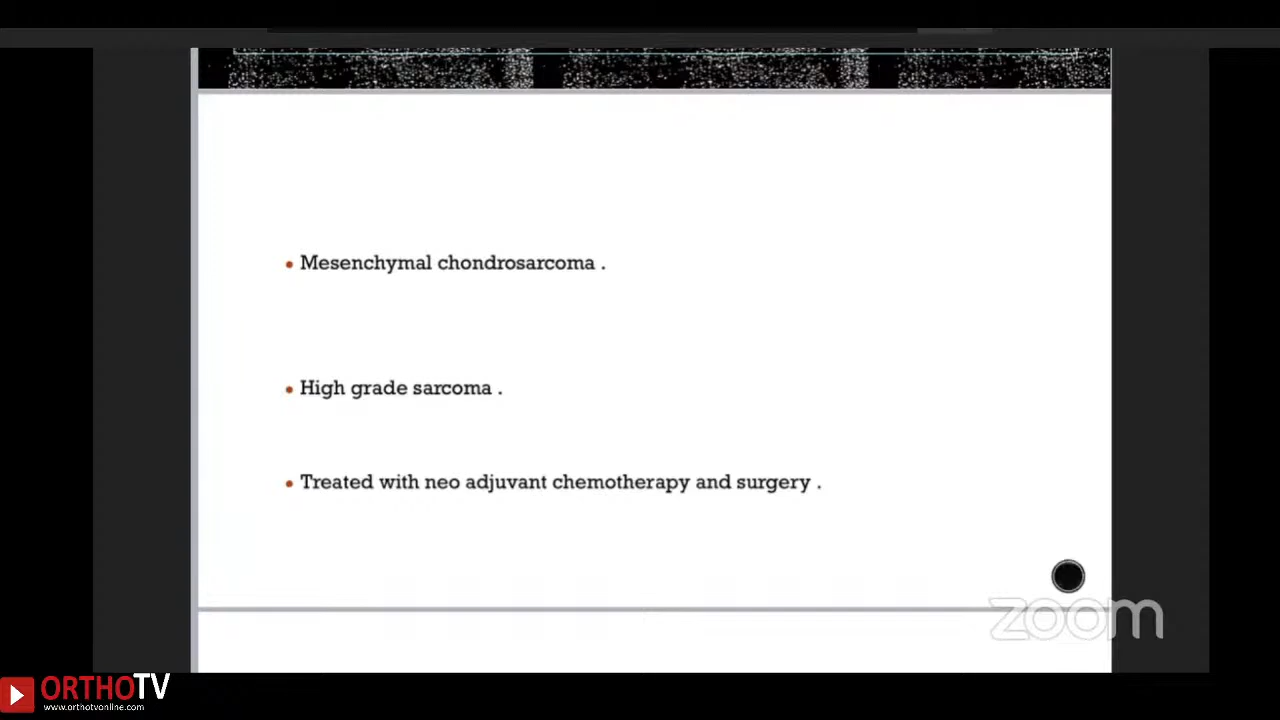 Mesenchymal chondrosarcoma .
High grade sarcoma .
Treated with neo adjuvant chemotherapy and surgery .
zoom
ORTHOTV
www.orthotvonline.com